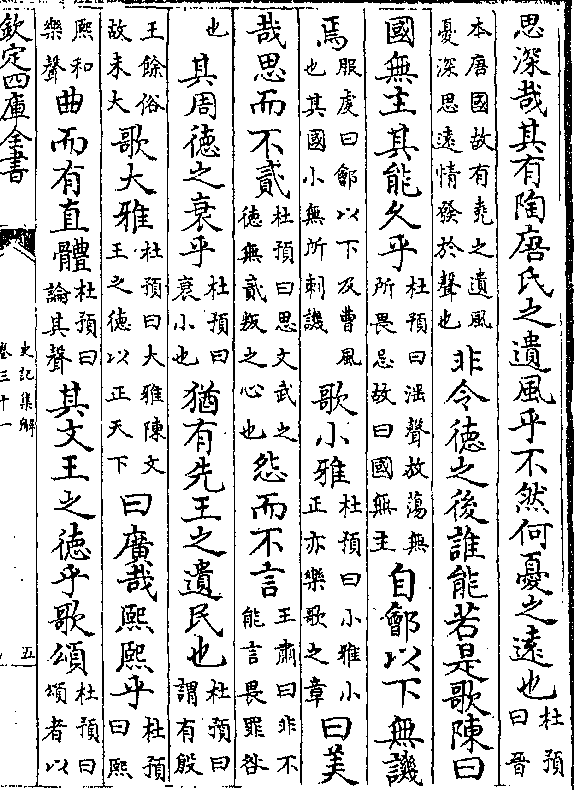 思深哉其有陶唐氏之遺風乎不然何憂之遠也杜預曰晉
本唐國故有堯之遺風憂深思遠情發於聲也非令徳之後誰能若是歌陳曰
國無主其能久乎杜預曰滛聲放蕩無所畏忌故曰國無主自鄶以下無譏
焉服虔曰鄶以下及曹風也其國小無所刺譏歌小雅杜預曰小雅小正亦樂歌之章曰美
哉思而不貳杜預曰思文武之徳無貳叛之心也怨而不言王肅曰非不能言畏罪咎
也其周徳之衰乎杜預曰衰小也猶有先王之遺民也杜預曰謂有殷
王餘俗故未大歌大雅杜預曰大雅陳文王之徳以正天下曰廣哉熙熙乎杜預曰熙
熙和樂聲曲而有直體杜預曰論其聲其文王之徳乎歌頌杜預曰頌者以
欽定四庫全書
史記集解
卷三十一
五